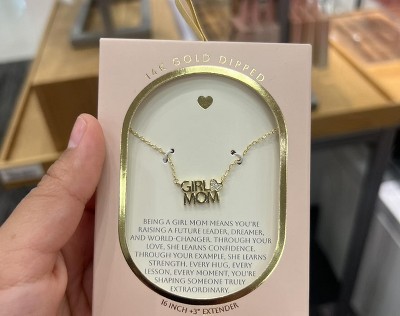 14K GOLD DIPPED
GIRL
MOM
BEING A GIRL MOM MEANS YOU'RE
RAISING A FUTURE LEADER, DREAMER,
AND WORLD-CHANGER. THROUGH YOUR
LOVE, SHE LEARNS CONFIDENCE.
THROUGH YOUR EXAMPLE, SHE LEARNS
STRENGTH. EVERY HUG, EVERY
LESSON, EVERY MOMENT, YOU'RE
SHAPING SOMEONE TRULY
EXTRAORDINARY.
16 INCH +3" EXTENDER